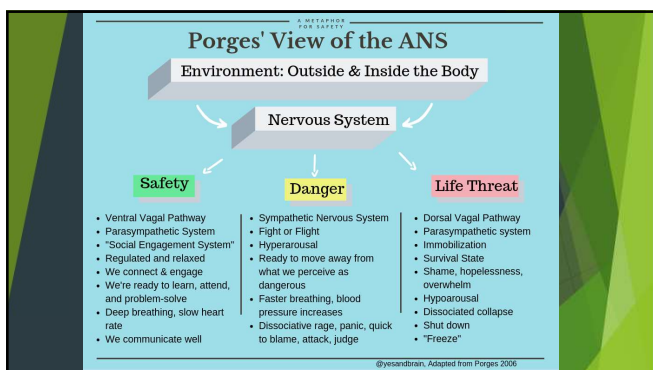 A METAPHOR
FOR SAFETY
Porges' View of the ANS
Environment: Outside & Inside the Body
Nervous System
Safety
• Ventral Vagal Pathway
• Parasympathetic System
• "Social Engagement System"
• Regulated and relaxed
• We connect & engage
• We're ready to learn, attend,
and problem-solve
• Deep breathing, slow heart
rate
• We communicate well
Danger
• Sympathetic Nervous System
• Fight or Flight
• Hyperarousal
• Ready to move away from
what we perceive as
dangerous
• Faster breathing, blood
pressure increases
• Dissociative rage, panic, quick
to blame, attack, judge
Life Threat
• Dorsal Vagal Pathway
• Parasympathetic system
• Immobilization
• Survival State
• Shame, hopelessness,
overwhelm
• Hypoarousal
• Dissociated collapse
• Shut down
• "Freeze"
@yesandbrain, Adapted from Porges 2006